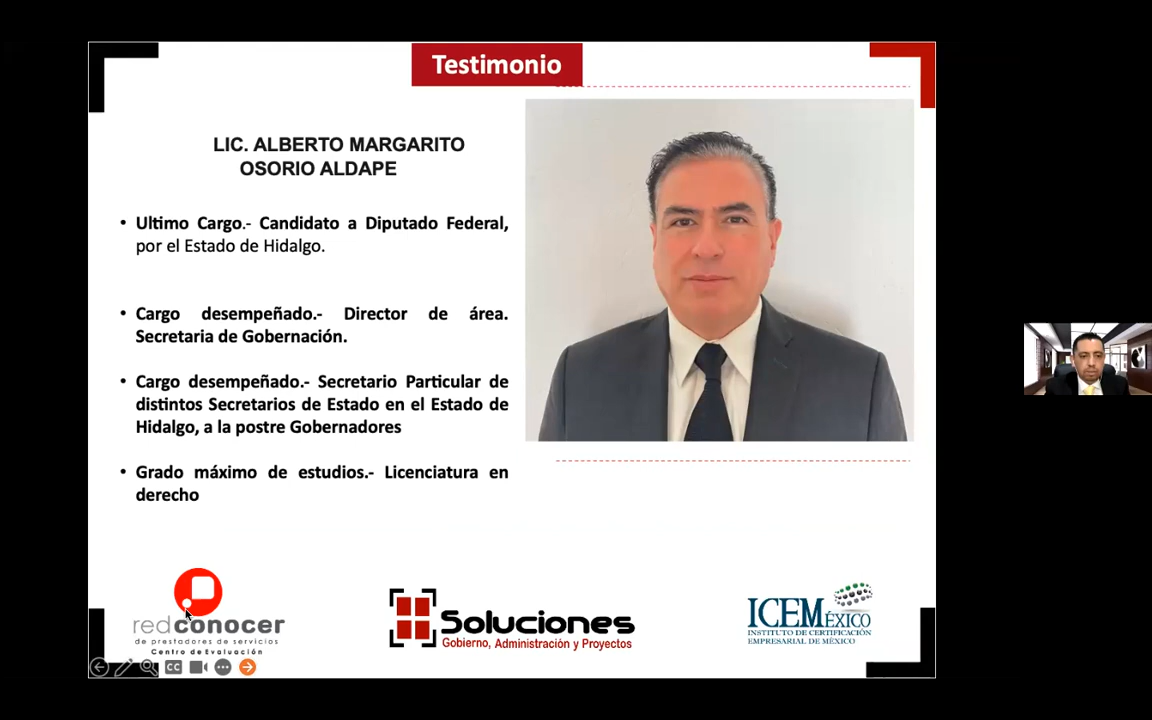 Testimonio
LIC. ALBERTO MARGARITO
OSORIO ALDAPE
• Ultimo Cargo.- Candidato a Diputado Federal,
por el Estado de Hidalgo.
• Cargo desempeñado.- Director de área.
Secretaria de Gobernación.
• Cargo desempeñado.- Secretario Particular de
distintos Secretarios de Estado en el Estado de
Hidalgo, a la postre Gobernadores
• Grado máximo de estudios.- Licenciatura en
derecho
redconocer
de prestadores de servicios
Centro de Evaluación
Soluciones
Gobierno, Administración y Proyectos
ICEMÉXICO
INSTITUTO DE CERTIFICACIÓN
EMPRESARIAL DE MÉXICO
CC